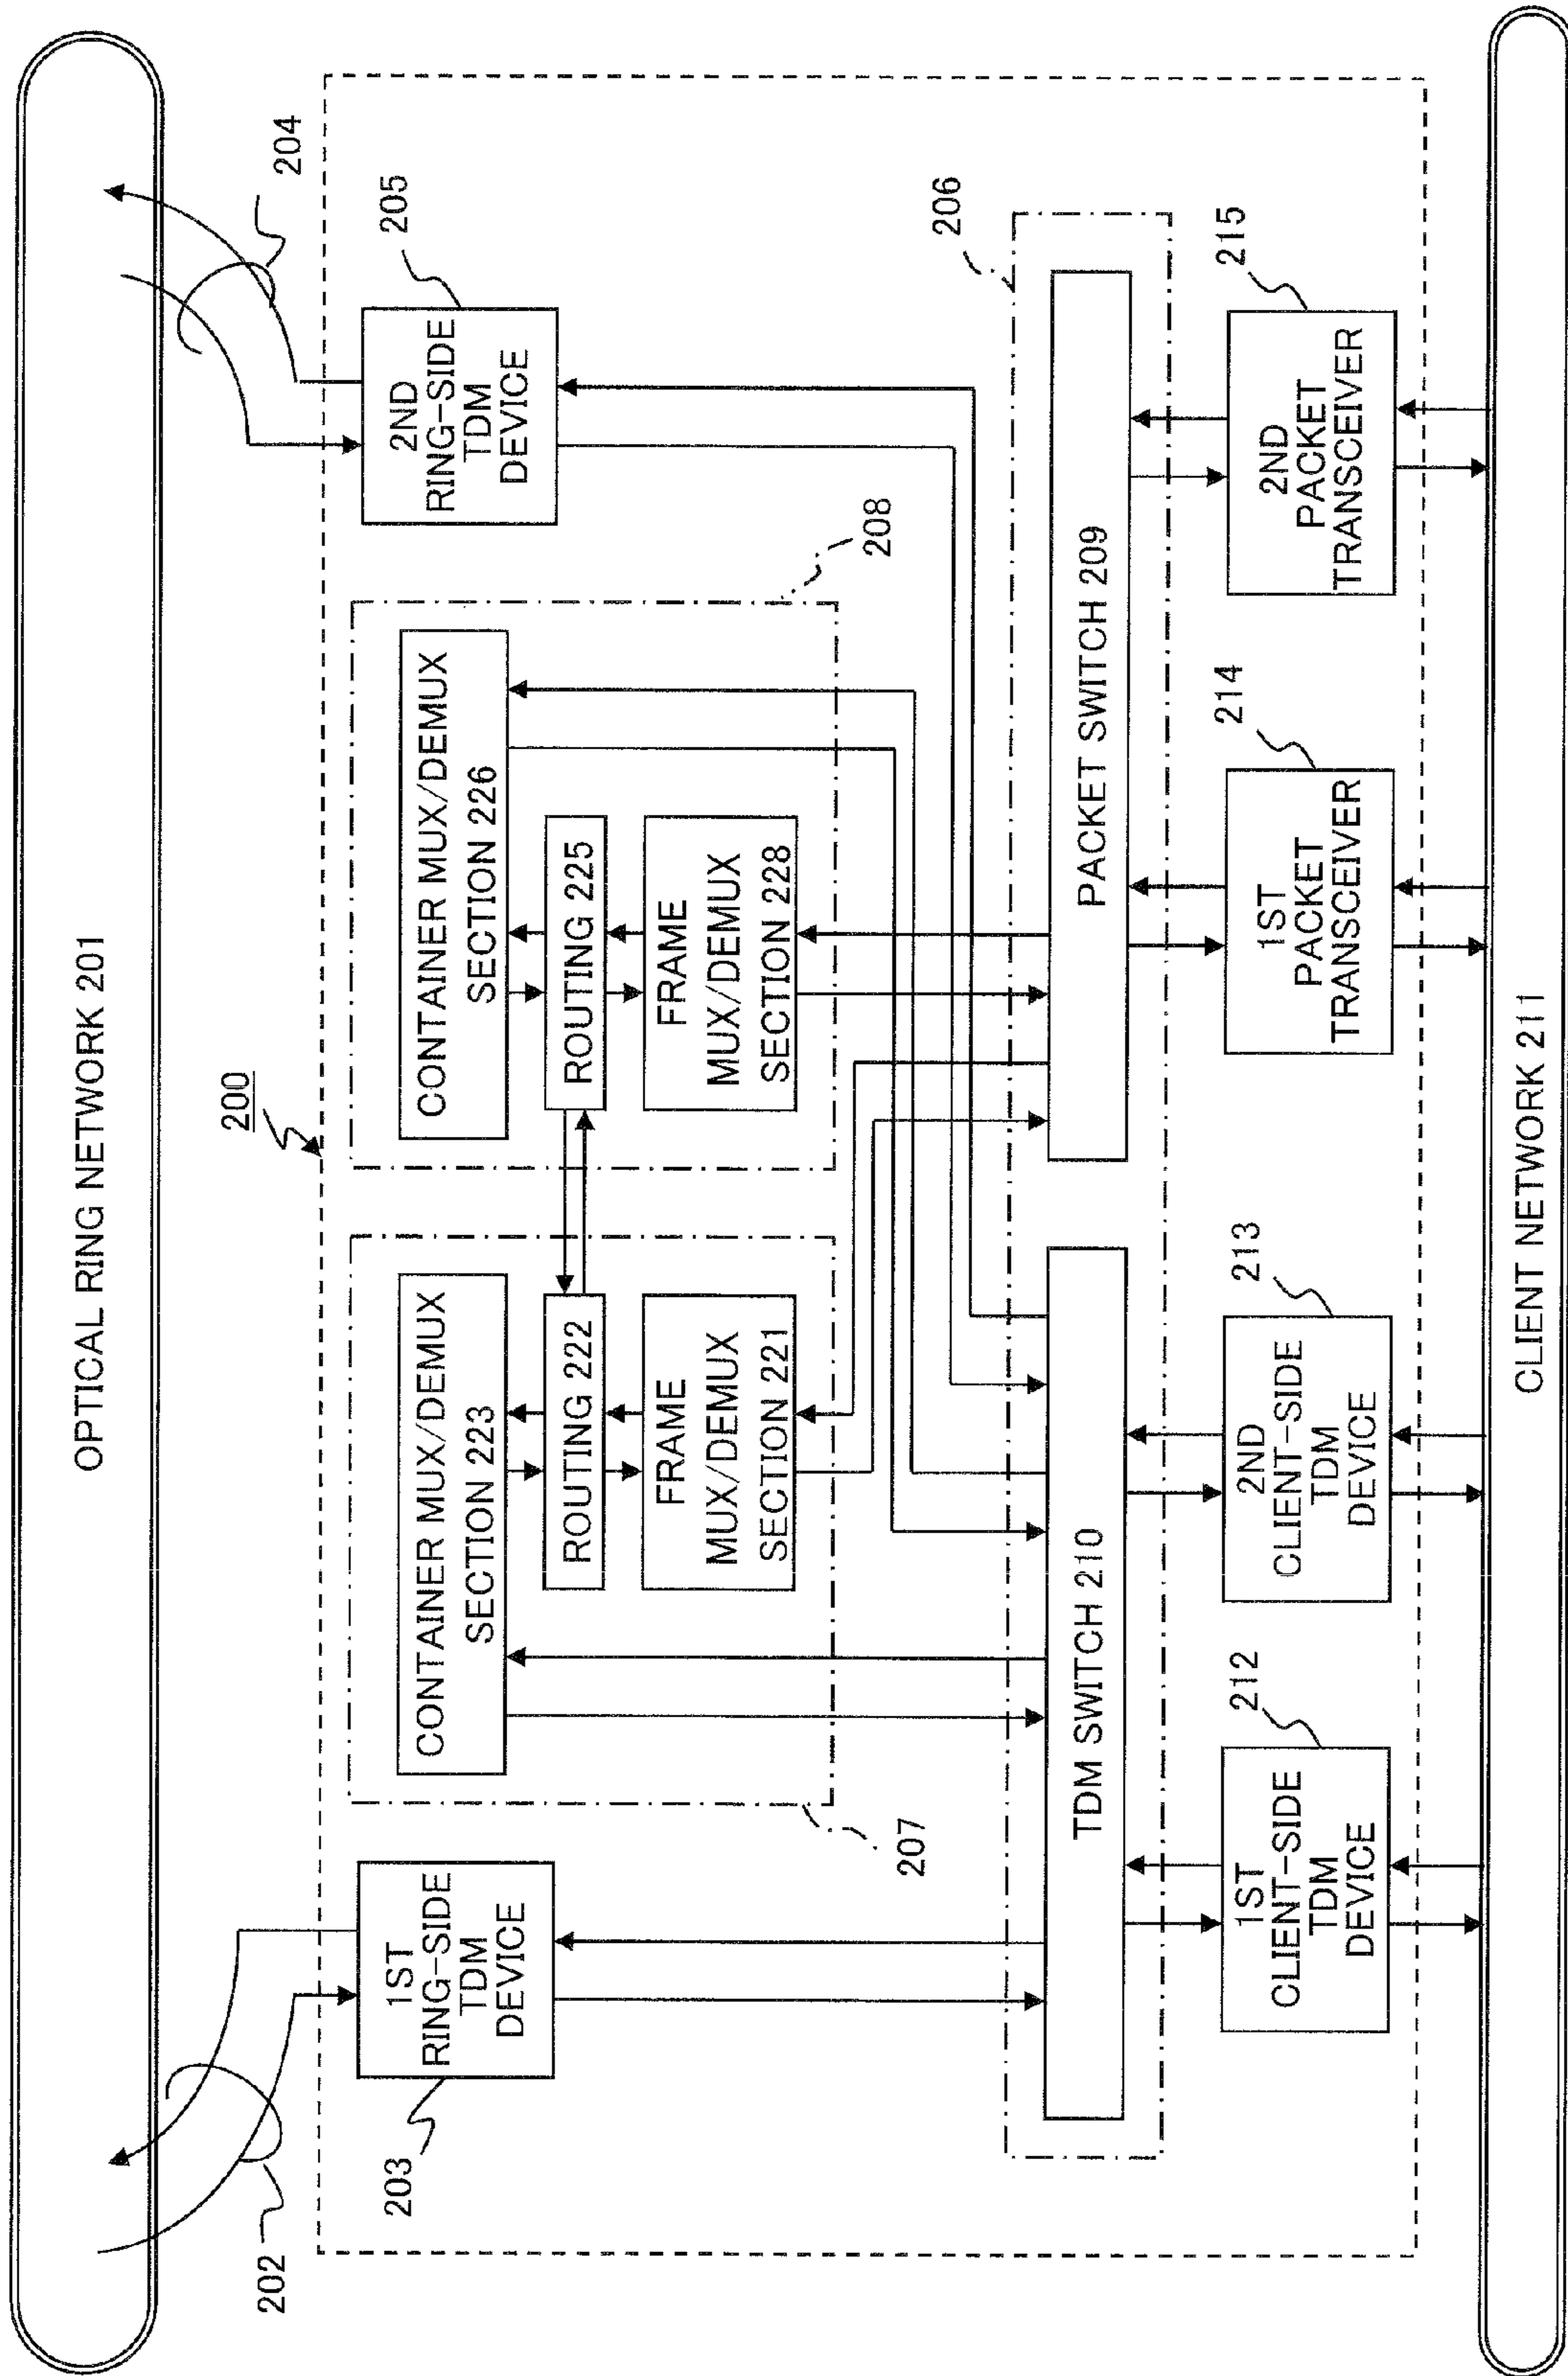 OPTICAL RING NETWORK 201
200
202
204
203
1ST
RING-SIDE
TDM
DEVICE
207
CONTAINER MUX/DEMUX
SECTION 223
ROUTING 222
FRAME
MUX/DEMUX
SECTION 221
208
CONTAINER MUX/DEMUX
SECTION 226
ROUTING 225
FRAME
MUX/DEMUX
SECTION 228
205
2ND
RING-SIDE
TDM
DEVICE
206
TDM SWITCH 210
PACKET SWITCH 209
212
1ST
CLIENT-SIDE
TDM
DEVICE
213
2ND
CLIENT-SIDE
TDM
DEVICE
214
1ST
PACKET
TRANSCEIVER
215
2ND
PACKET
TRANSCEIVER
CLIENT NETWORK 211